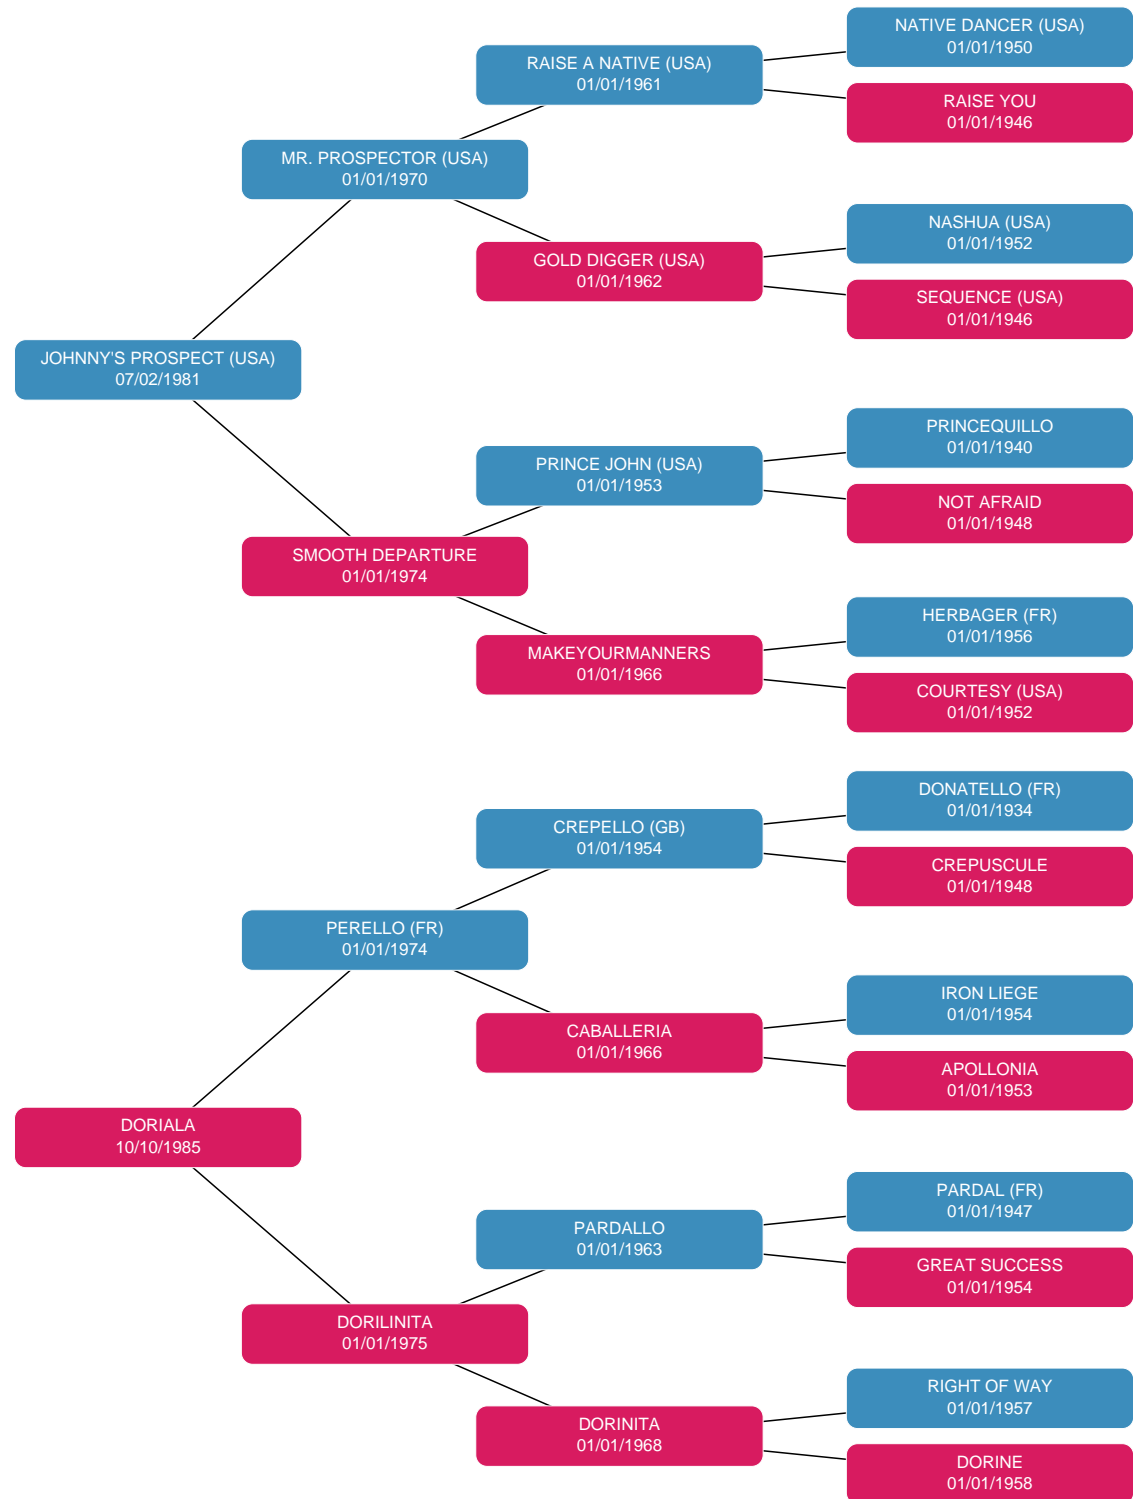 NATIVE DANCER (USA)
01/01/1950
RAISE A NATIVE (USA)
01/01/1961
RAISE YOU
01/01/1946
MR. PROSPECTOR (USA)
01/01/1970
NASHUA (USA)
01/01/1952
GOLD DIGGER (USA)
01/01/1962
SEQUENCE (USA)
01/01/1946
JOHNNY'S PROSPECT (USA)
07/02/1981
PRINCEQUILLO
01/01/1940
PRINCE JOHN (USA)
01/01/1953
NOT AFRAID
01/01/1948
SMOOTH DEPARTURE
01/01/1974
HERBAGER (FR)
01/01/1956
MAKEYOURMANNERS
01/01/1966
COURTESY (USA)
01/01/1952
DONATELLO (FR)
01/01/1934
CREPELLO (GB)
01/01/1954
CREPUSCULE
01/01/1948
PERELLO (FR)
01/01/1974
IRON LIEGE
01/01/1954
CABALLERIA
01/01/1966
APOLLONIA
01/01/1953
DORIALA
10/10/1985
PARDAL (FR)
01/01/1947
PARDALLO
01/01/1963
GREAT SUCCESS
01/01/1954
DORILINITA
01/01/1975
RIGHT OF WAY
01/01/1957
DORINITA
01/01/1968
DORINE
01/01/1958